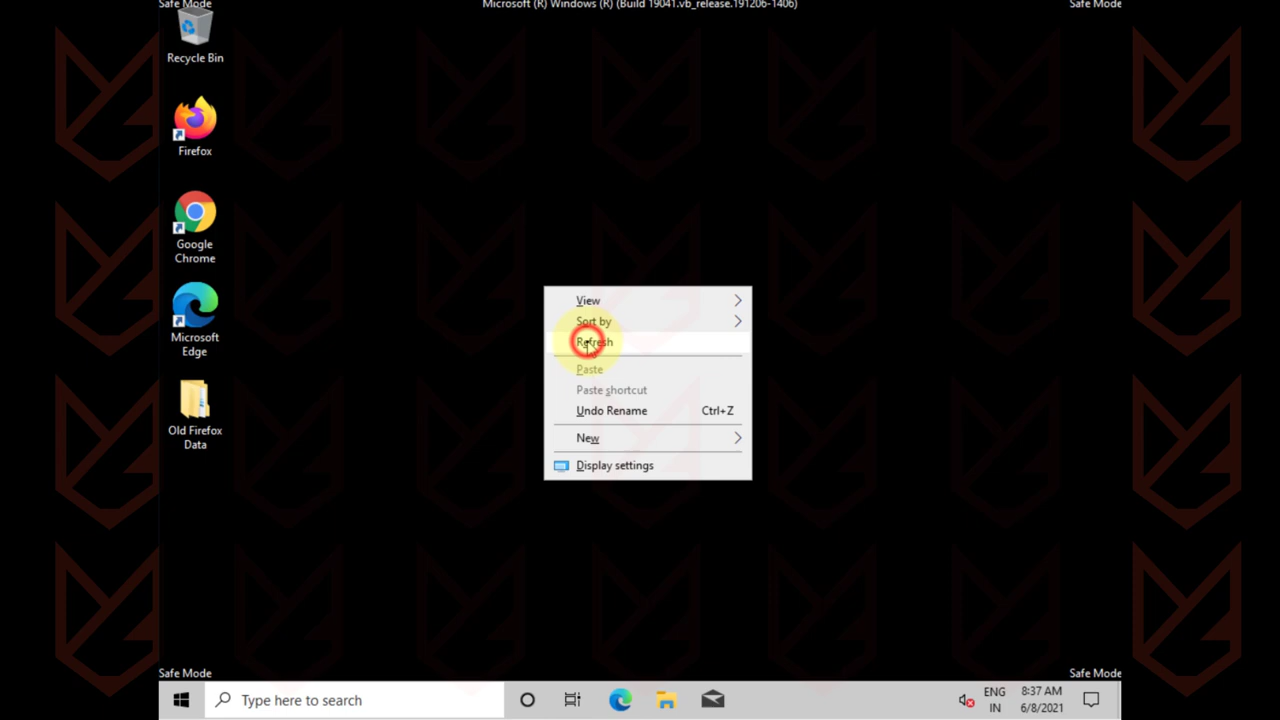 Safe Mode
Microsoft (R) Windows (R) (Build 19041.vb_release.191206-1406)
Safe Mode
Recycle Bin
Firefox
Google
Chrome
Microsoft
Edge
Old Firefox
Data
View
Sort by
Refresh
Paste
Paste shortcut
Undo Rename Ctrl+Z
New
Display settings
Safe Mode
Safe Mode
Type here to search
ENG
IN
8:37 AM
6/8/2021